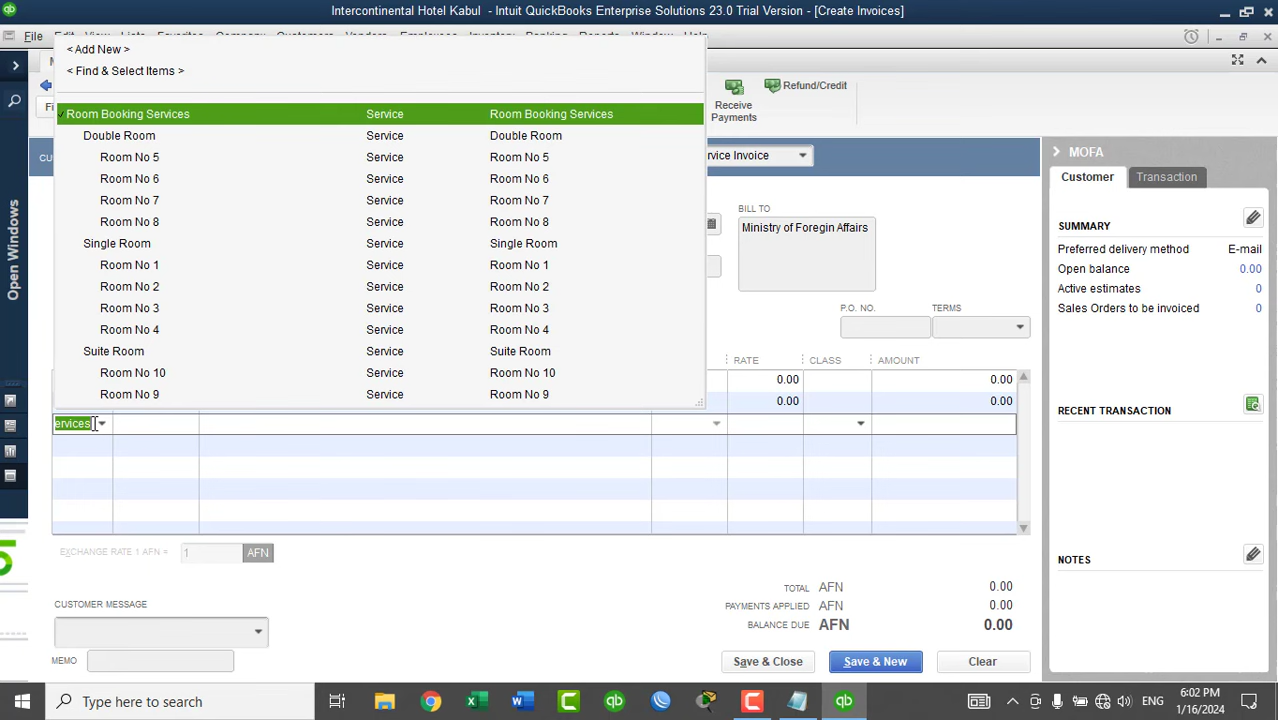 Intercontinental Hotel Kabul - Intuit QuickBooks Enterprise Solutions 23.0 Trial Version - [Create Invoices]
File
< Add New >
< Find & Select Items >
Refund/Credit
Receive
Payments
Room Booking Services Service Room Booking Services
Double Room Service Double Room
Room No 5 Service Room No 5
Room No 6 Service Room No 6
Room No 7 Service Room No 7
Room No 8 Service Room No 8
Single Room Service Single Room
Room No 1 Service Room No 1
Room No 2 Service Room No 2
Room No 3 Service Room No 3
Room No 4 Service Room No 4
Suite Room Service Suite Room
Room No 10 Service Room No 10
Room No 9 Service Room No 9
rvice Invoice
BILL TO
Ministry of Foregin Affairs
P.O. NO. TERMS
RATE CLASS AMOUNT
0.00 0.00
0.00 0.00
ervices
EXCHANGE RATE 1 AFN = 1 AFN
TOTAL AFN 0.00
PAYMENTS APPLIED AFN 0.00
BALANCE DUE AFN 0.00
CUSTOMER MESSAGE
MEMO
Save & Close Save & New Clear
MOFA
Customer Transaction
SUMMARY
Preferred delivery method E-mail
Open balance 0.00
Active estimates 0
Sales Orders to be invoiced 0
RECENT TRANSACTION
NOTES
Open Windows
Type here to search
ENG
6:02 PM
1/16/2024